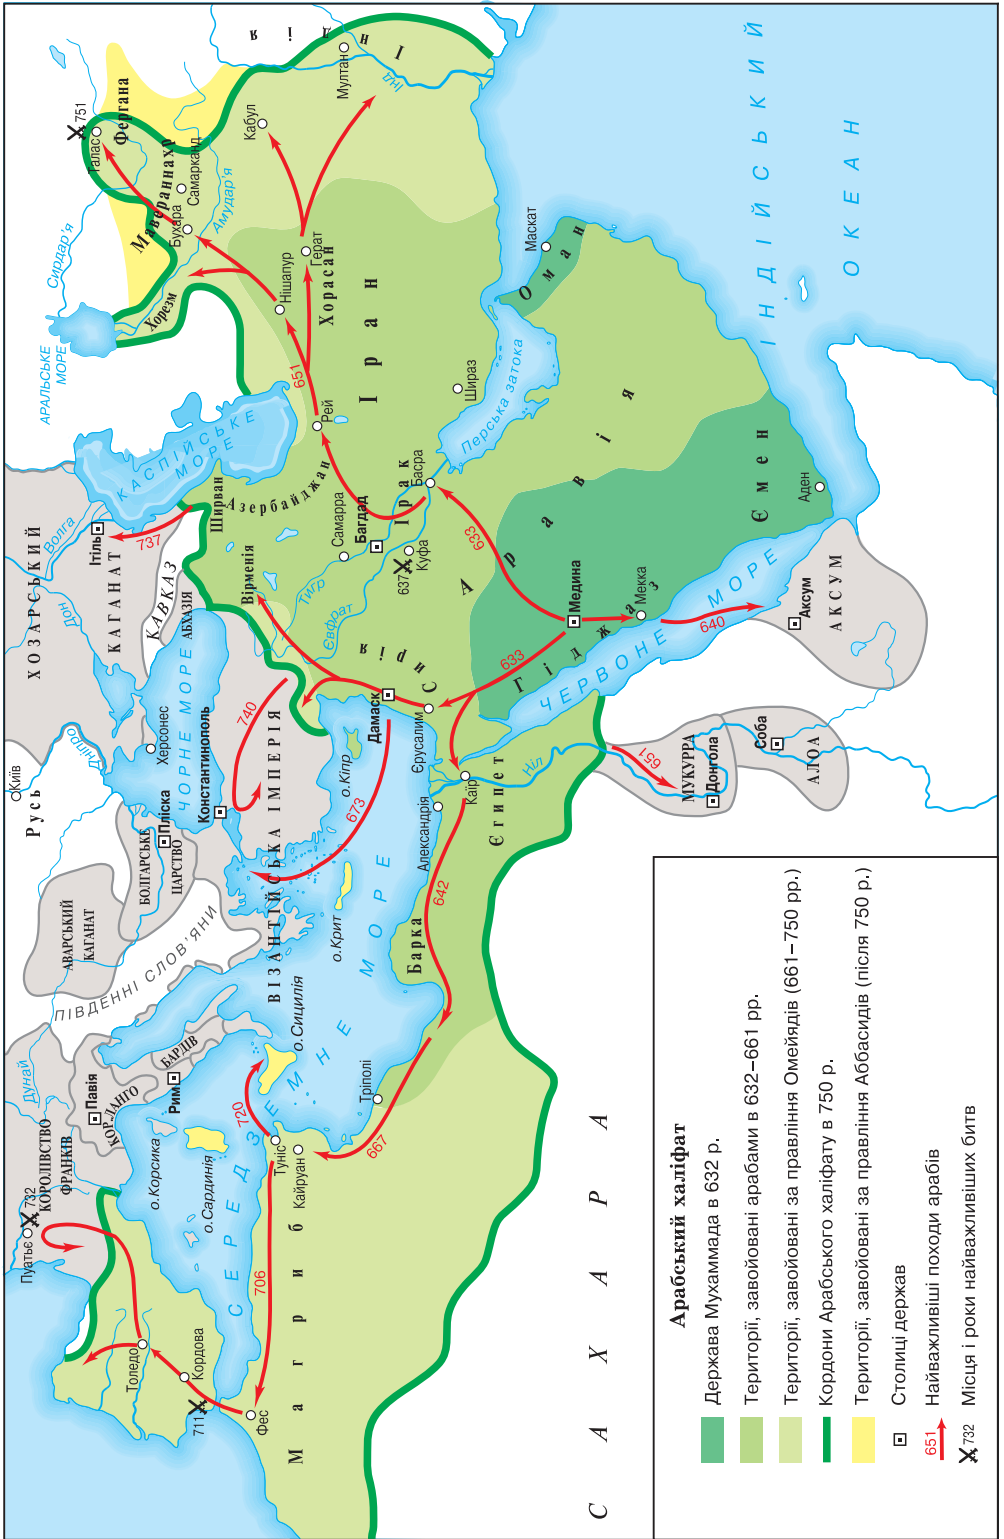 Арабський халіфат
Держава Мухаммада в 632 р.
Території, завойовані арабами в 632–661 рр.
Території, завойовані за правління Омейядів (661–750 рр.)
Кордони Арабського халіфату в 750 р.
Території, завойовані за правління Аббасидів (після 750 р.)
Столиці держав
651
Найважливіші походи арабів
732
Місця і роки найважливіших битв
Пуатьє
732
КОРОЛІВСТВО
ФРАНКІВ
Дунай
Павія
КОР. ЛАНГО
БАРДІВ
Рим
АВАРСЬКИЙ
КАГАНАТ
ПІВДЕННІ СЛОВ'ЯНИ
БОЛГАРСЬКЕ
ЦАРСТВО
Пліска
Київ
Русь
Дніпро
ХОЗАРСЬКИЙ
КАГАНАТ
Дон
Волга
Ітіль
737
КАВКАЗ
АБХАЗІЯ
Херсонес
ЧОРНЕ МОРЕ
Константинополь
740
ВІЗАНТІЙСЬКА ІМПЕРІЯ
КАСПІЙСЬКЕ
МОРЕ
АРАЛЬСЬКЕ
МОРЕ
Сирдар'я
Хорезм
Мавераннахр
Бухара
Самарканд
Амудар'я
Талас
751
Фергана
Кабул
Мултан
Інд
Індія
Толедо
Кордова
711
Фес
706
о.Корсика
о.Сардинія
720
о.Сицилія
Туніс
Кайруан
667
Тріполі
СЕРЕДЗЕМНЕ МОРЕ
о.Крит
673
о.Кіпр
Магриб
Барка
642
Александрія
Каїр
Єгипет
Ніл
Єрусалим
Дамаск
Сирія
Вірменія
Ширван
Азербайджан
Тигр
Євфрат
Самарра
Багдад
Ірак
637
Куфа
Басра
633
633
Рей
651
Нішапур
Герат
Хорасан
Іран
Шираз
Перська затока
Маскат
Оман
Аравія
Гіджаз
Медина
Мекка
640
ЧЕРВОНЕ МОРЕ
Ємен
Аден
Аксум
АКСУМ
651
МУКУРРА
Донгола
Соба
АЛОА
САХАРА
ІНДІЙСЬКИЙ
ОКЕАН